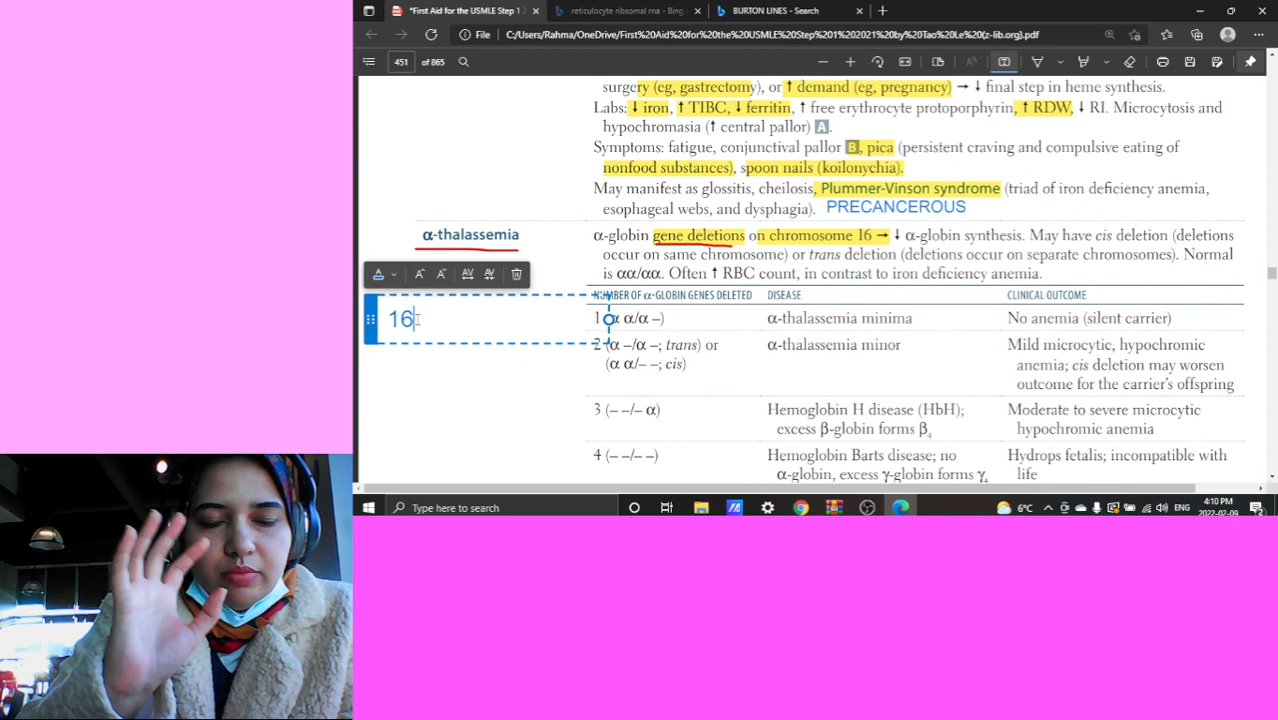 "First Aid for the USMLE Step 1 2
reticulocyte ribsomal rna - Bing
BURTON LINES - Search
File
C:/Users/Rahma/OneDrive/First%20Aid%20for%20the%20USMLE%20Step%201%202021%20by%20Tao%20Le%20(z-lib.org).pdf
451 of 865
surgery (eg, gastrectomy), or ↑ demand (eg, pregnancy) → ↓ final step in heme synthesis.
Labs: ↓ iron, ↑ TIBC, ↓ ferritin, ↑ free erythrocyte protoporphyrin, ↑ RDW, ↓ RI. Microcytosis and
hypochromasia (↑ central pallor) A.
Symptoms: fatigue, conjunctival pallor B, pica (persistent craving and compulsive eating of
nonfood substances), spoon nails (koilonychia).
May manifest as glossitis, cheilosis, Plummer-Vinson syndrome (triad of iron deficiency anemia,
esophageal webs, and dysphagia). PRECANCEROUS
α-thalassemia
α-globin gene deletions on chromosome 16 → ↓ α-globin synthesis. May have cis deletion (deletions
occur on same chromosome) or trans deletion (deletions occur on separate chromosomes). Normal
is αα/αα. Often ↑ RBC count, in contrast to iron deficiency anemia.
NUMBER OF α-GLOBIN GENES DELETED DISEASE CLINICAL OUTCOME
16
1 (α α/α –) α-thalassemia minima No anemia (silent carrier)
2 (α –/α –; trans) or α-thalassemia minor Mild microcytic, hypochromic
(α α/– –; cis) anemia; cis deletion may worsen
outcome for the carrier's offspring
3 (– –/– α) Hemoglobin H disease (HbH); Moderate to severe microcytic
excess β-globin forms β4 hypochromic anemia
4 (– –/– –) Hemoglobin Barts disease; no Hydrops fetalis; incompatible with
α-globin, excess γ-globin forms γ4 life
Type here to search
6°C
ENG
4:10 PM
2022-02-09